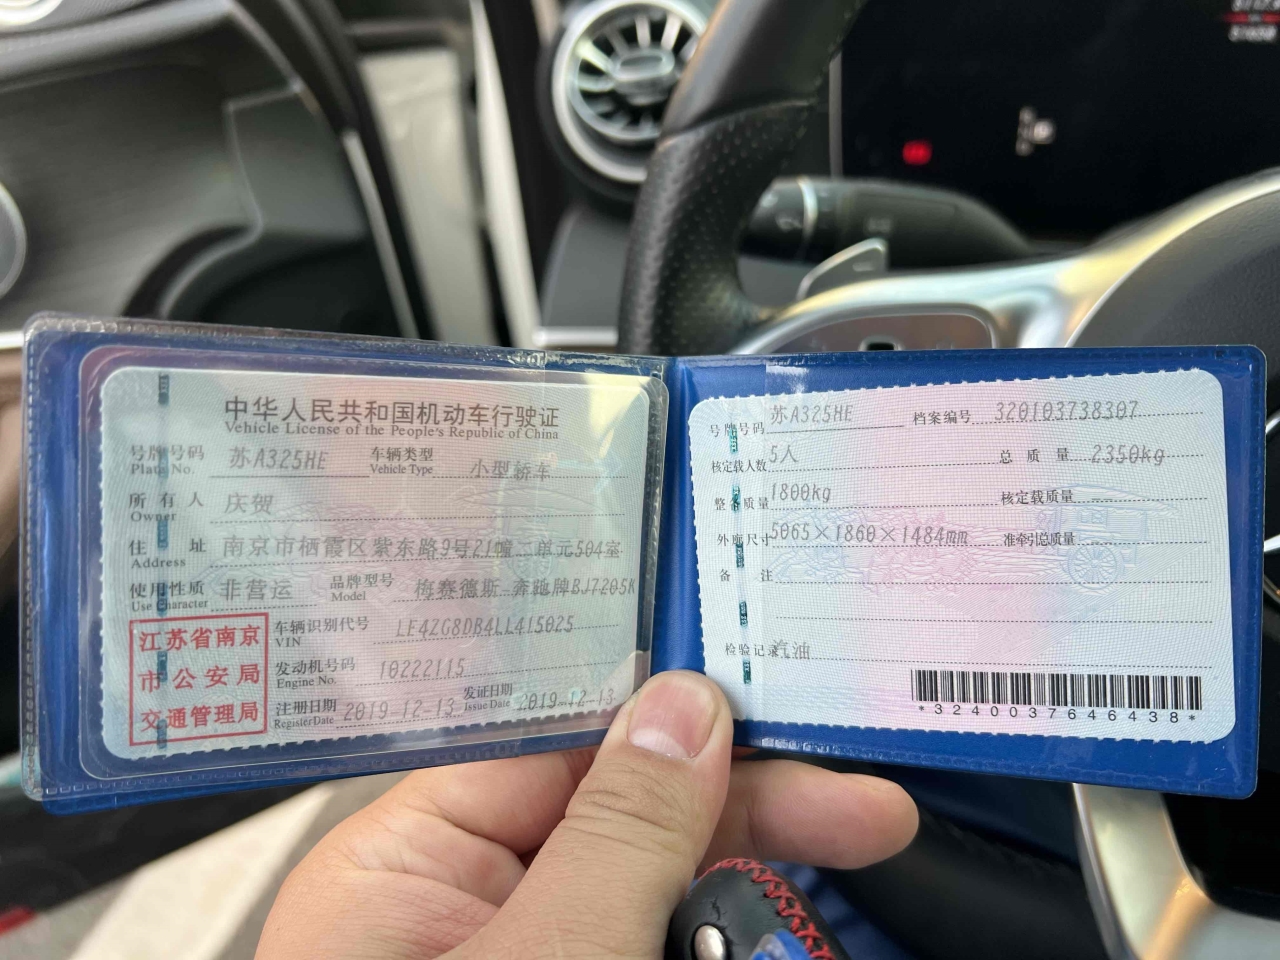 中华人民共和国机动车行驶证
Vehicle License of the People's Republic of China
号牌号码 苏A325HE 车辆类型 小型轿车
Plate No. Vehicle Type
所有人 庆贺
Owner
住址 南京市栖霞区紫东路9号21幢二单元504室
Address
使用性质 非营运 品牌型号 梅赛德斯-奔驰牌BJ7205K
Use Character Model
江苏省南京
市公安局
交通管理局
车辆识别代号 LE4ZG8DB4LL415025
VIN
发动机号码 10222115
Engine No.
注册日期 2019-12-13 发证日期 2019-12-13
Register Date Issue Date
号牌号码 苏A325HE 档案编号 320103738307
核定载人数 5人 总质量 2350kg
整备质量 1800kg 核定载质量
外廓尺寸 5065×1860×1484mm 准牵引总质量
备注
检验记录 汽油
*3240037646438*